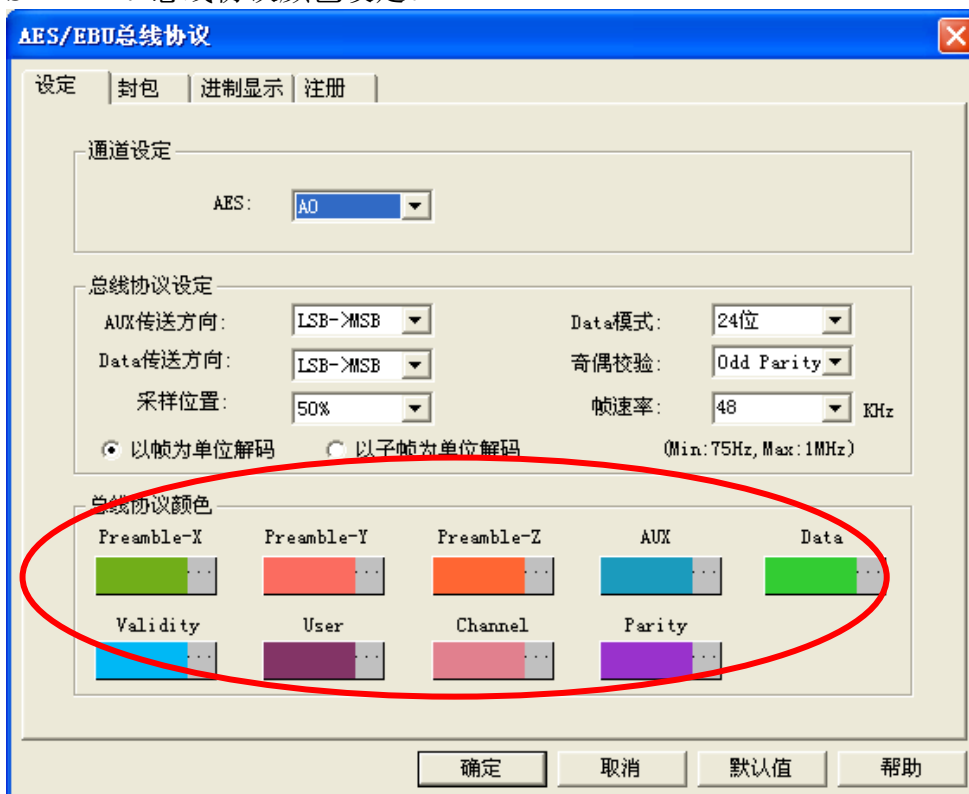 AES/EBU总线协议
设定 封包 进制显示 注册
通道设定
AES: A0
总线协议设定
AUX传送方向: LSB->MSB Data模式: 24位
Data传送方向: LSB->MSB 奇偶校验: Odd Parity
采样位置: 50% 帧速率: 48 KHz
以帧为单位解码 以子帧为单位解码 (Min:75Hz,Max:1MHz)
总线协议颜色
Preamble-X Preamble-Y Preamble-Z AUX Data
... ... ... ... ...
Validity User Channel Parity
... ... ... ...
确定 取消 默认值 帮助